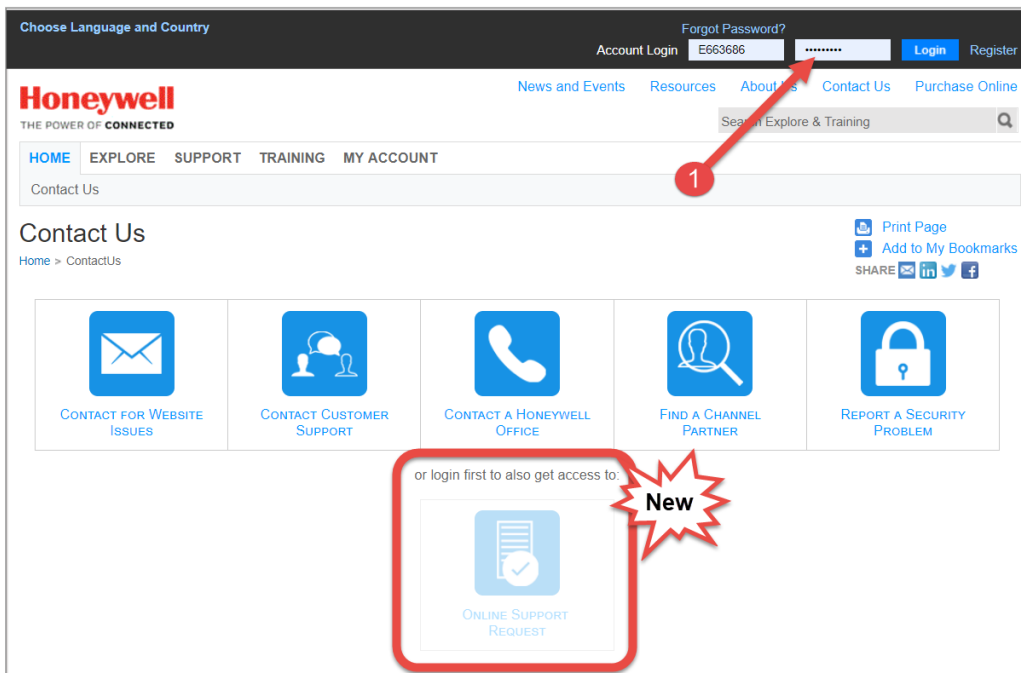 Choose Language and Country
Forgot Password?
Account Login E663686 ········· Login Register
Honeywell
THE POWER OF CONNECTED
News and Events Resources About Us Contact Us Purchase Online
Search Explore & Training
1
HOME EXPLORE SUPPORT TRAINING MY ACCOUNT
Contact Us
Contact Us
Home > ContactUs
Print Page
Add to My Bookmarks
SHARE in f
CONTACT FOR WEBSITE
ISSUES
CONTACT CUSTOMER
SUPPORT
CONTACT A HONEYWELL
OFFICE
FIND A CHANNEL
PARTNER
REPORT A SECURITY
PROBLEM
or login first to also get access to:
New
ONLINE SUPPORT
REQUEST